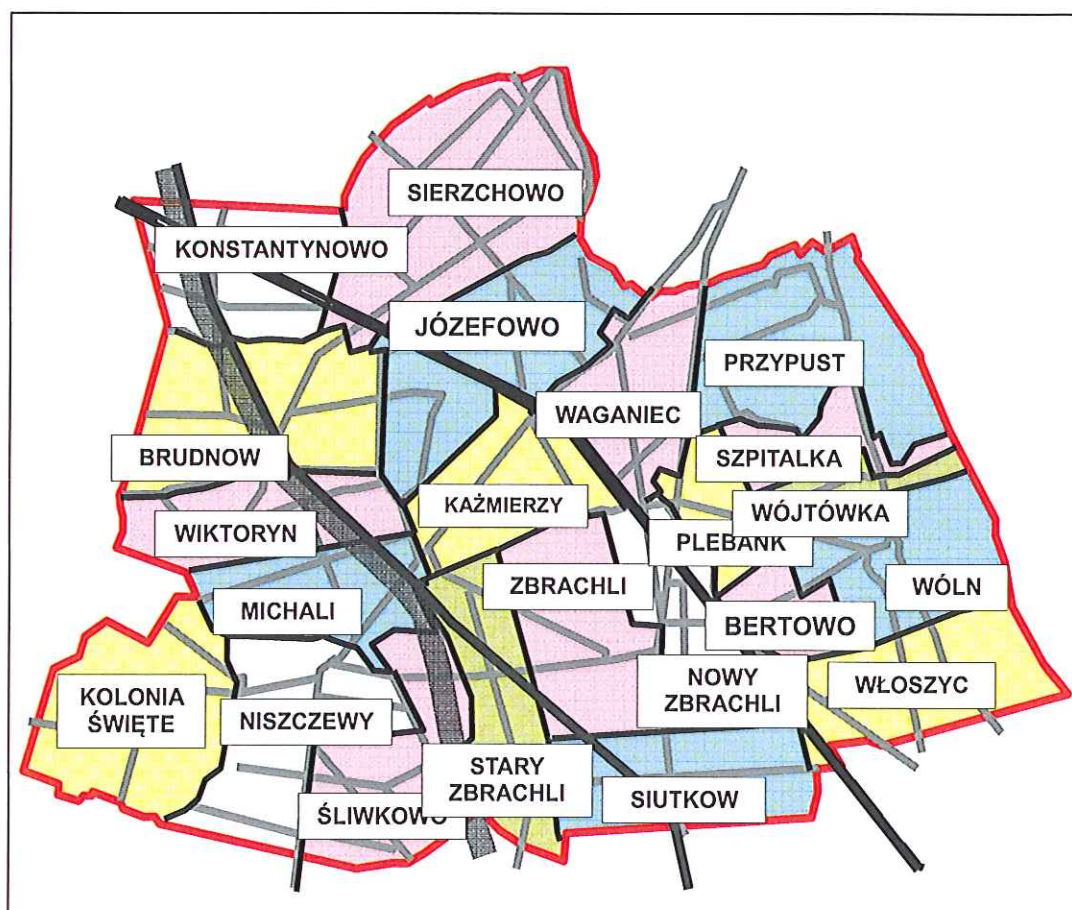 SIERZCHOWO
KONSTANTYNOWO
JÓZEFOWO
PRZYPUST
WAGANIEC
BRUDNOW
SZPITALKA
KAŹMIERZY
WÓJTÓWKA
WIKTORYN
PLEBANK
ZBRACHLI
WÓLN
MICHALI
BERTOWO
KOLONIA
ŚWIĘTE
NISZCZEWY
NOWY
ZBRACHLI
WŁOSZYC
STARY
ZBRACHLI
SIUTKOW
ŚLIWKOWO